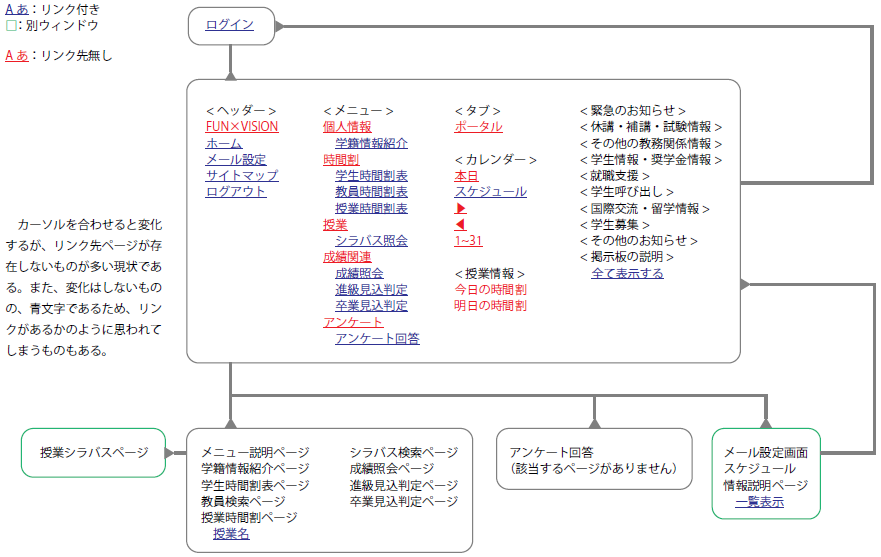 Aあ：リンク付き
□：別ウィンドウ
Aあ：リンク先無し
ログイン
＜ヘッダー＞
FUN×VISION
ホーム
メール設定
サイトマップ
ログアウト
＜メニュー＞
個人情報
学籍情報紹介
時間割
学生時間割表
教員時間割表
授業時間割表
授業
シラバス照会
成績関連
成績照会
進級見込判定
卒業見込判定
アンケート
アンケート回答
＜タブ＞
ポータル
＜カレンダー＞
本日
スケジュール
▶
◀
1~31
＜授業情報＞
今日の時間割
明日の時間割
＜緊急のお知らせ＞
＜休講・補講・試験情報＞
＜その他の教務関係情報＞
＜学生情報・奨学金情報＞
＜就職支援＞
＜学生呼び出し＞
＜国際交流・留学情報＞
＜学生募集＞
＜その他のお知らせ＞
＜掲示板の説明＞
全て表示する
カーソルを合わせると変化
するが、リンク先ページが存
在しないものが多い現状であ
る。また、変化はしないもの
の、青文字であるため、リン
クがあるかのように思われて
しまうものもある。
授業シラバスページ
メニュー説明ページ
学籍情報紹介ページ
学生時間割表ページ
教員検索ページ
授業時間割ページ
授業名
シラバス検索ページ
成績照会ページ
進級見込判定ページ
卒業見込判定ページ
アンケート回答
（該当するページがありません）
メール設定画面
スケジュール
情報説明ページ
一覧表示